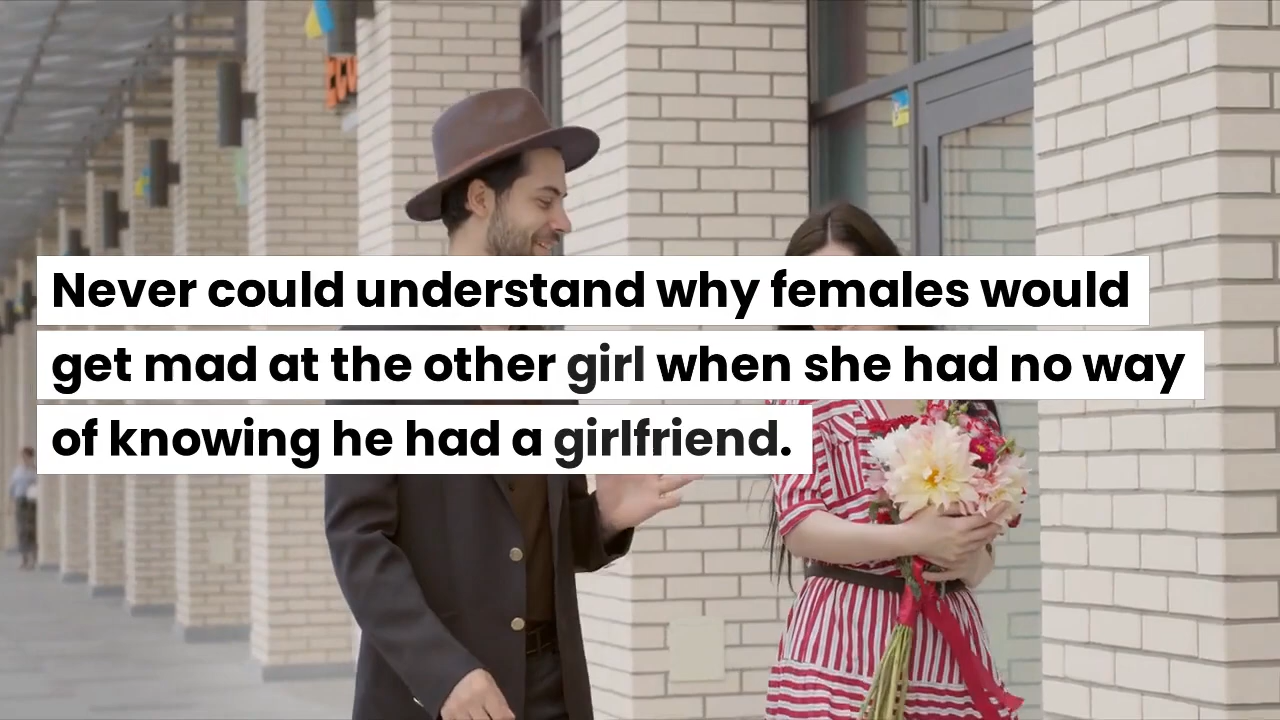 Never could understand why females would
get mad at the other girl when she had no way
of knowing he had a girlfriend.